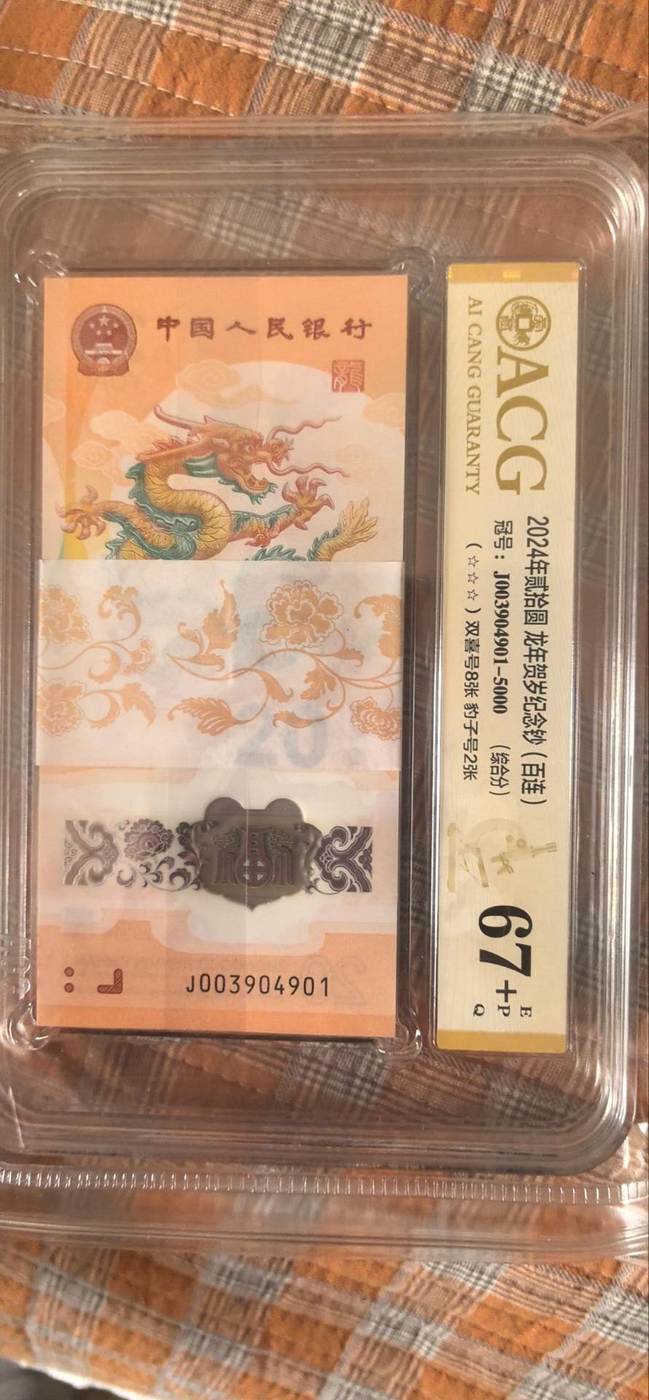 中国人民银行
龍
20
J003904901
ACG
AI CANG GUARANTY
2024年贰拾圆 龙年贺岁纪念钞（百连）
冠号：J003904901-5000 （综合分）
（☆☆☆）双喜号8张 豹子号2张
67+
E
P
Q